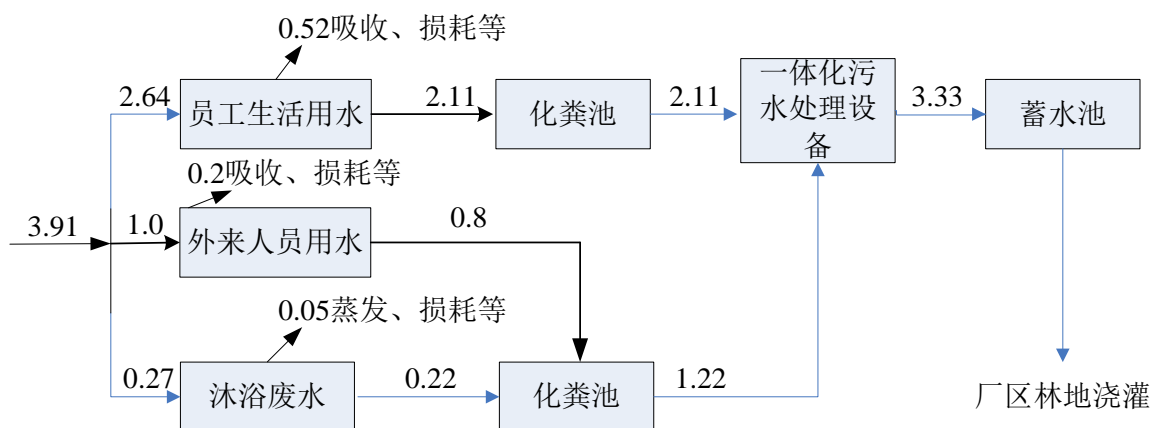 0.52吸收、损耗等
2.64
员工生活用水
2.11
化粪池
2.11
一体化污
水处理设
备
3.33
蓄水池
0.2吸收、损耗等
3.91
1.0
外来人员用水
0.8
0.05蒸发、损耗等
0.27
沐浴废水
0.22
化粪池
1.22
厂区林地浇灌